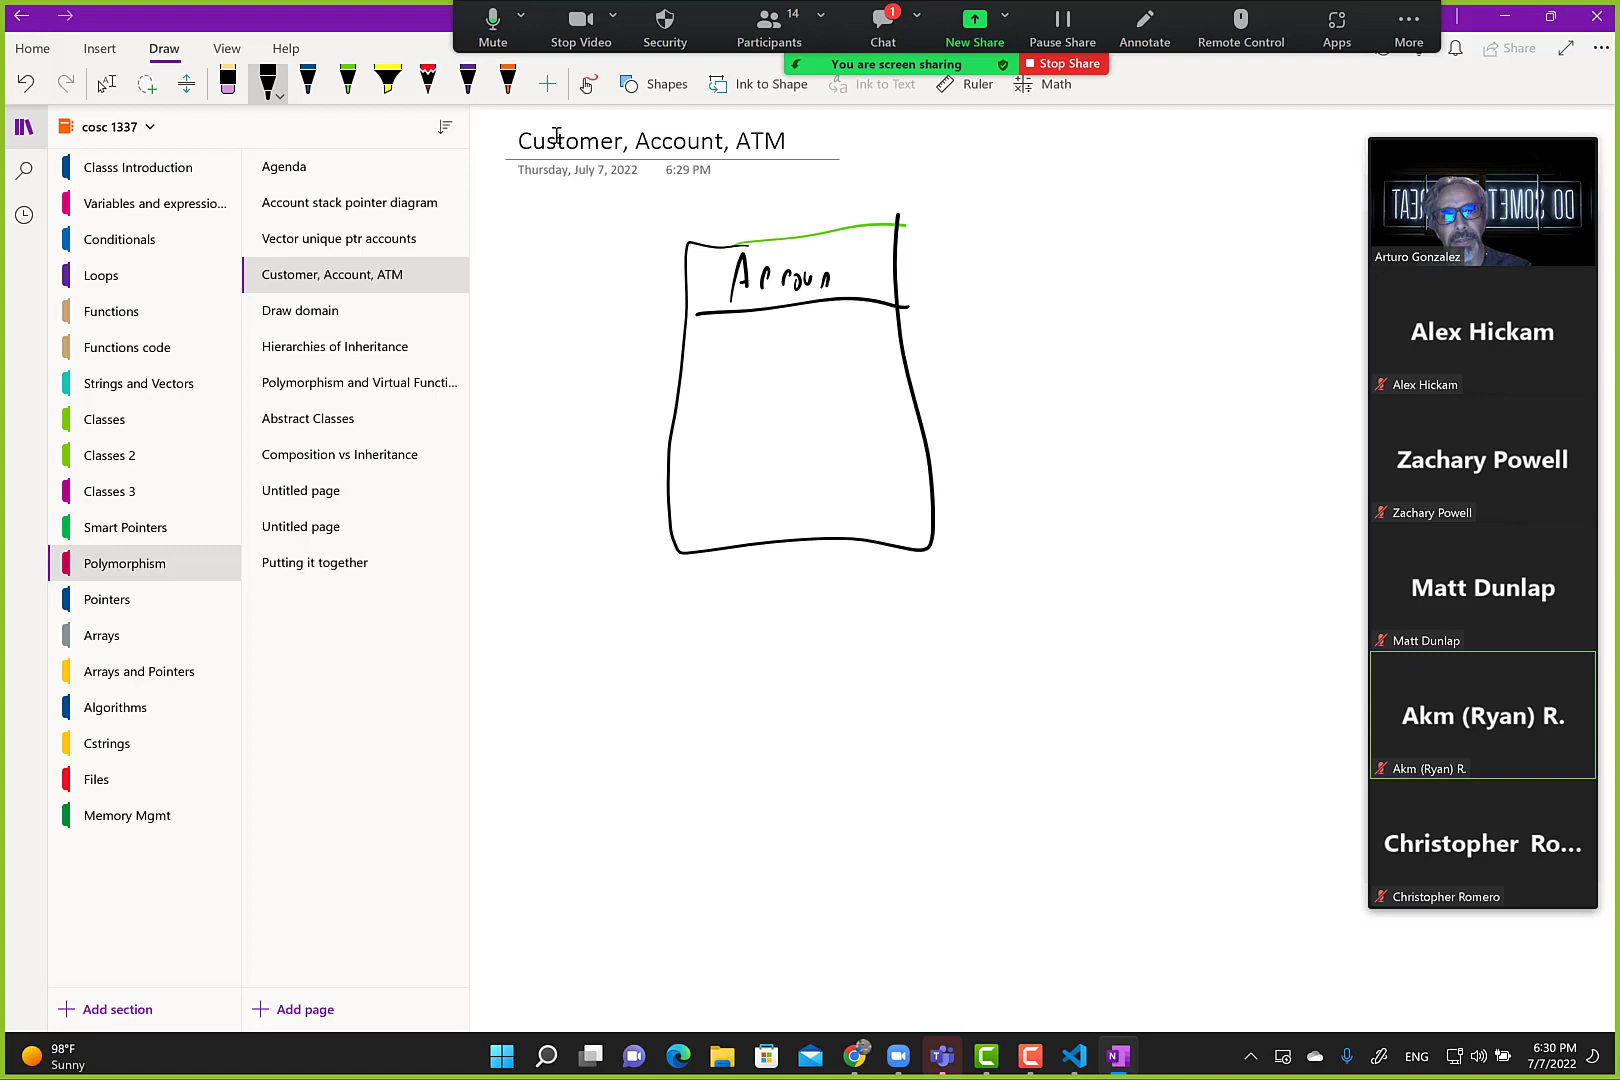 Mute
Stop Video
Security
14
Participants
1
Chat
New Share
Pause Share
Annotate
Remote Control
Apps
More
You are screen sharing
Stop Share
Home
Insert
Draw
View
Help
Share
Shapes
Ink to Shape
Ink to Text
Ruler
Math
cosc 1337
Classs Introduction
Variables and expressio...
Conditionals
Loops
Functions
Functions code
Strings and Vectors
Classes
Classes 2
Classes 3
Smart Pointers
Polymorphism
Pointers
Arrays
Arrays and Pointers
Algorithms
Cstrings
Files
Memory Mgmt
Add section
Agenda
Account stack pointer diagram
Vector unique ptr accounts
Customer, Account, ATM
Draw domain
Hierarchies of Inheritance
Polymorphism and Virtual Functi...
Abstract Classes
Composition vs Inheritance
Untitled page
Untitled page
Putting it together
Add page
Customer, Account, ATM
Thursday, July 7, 2022 6:29 PM
Accoun
Arturo Gonzalez
Alex Hickam
Alex Hickam
Zachary Powell
Zachary Powell
Matt Dunlap
Matt Dunlap
Akm (Ryan) R.
Akm (Ryan) R.
Christopher Ro...
Christopher Romero
98°F
Sunny
ENG
6:30 PM
7/7/2022